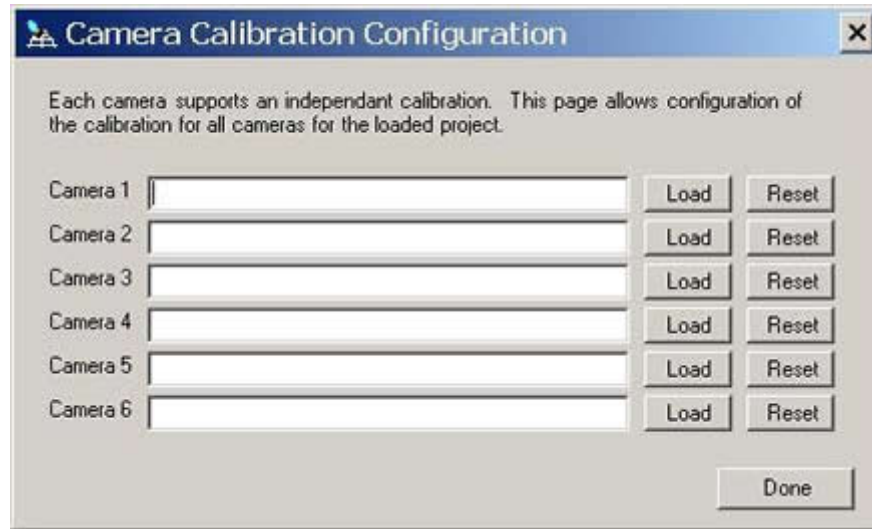 Camera Calibration Configuration
Each camera supports an independant calibration. This page allows configuration of
the calibration for all cameras for the loaded project.
Camera 1 Load Reset
Camera 2 Load Reset
Camera 3 Load Reset
Camera 4 Load Reset
Camera 5 Load Reset
Camera 6 Load Reset
Done